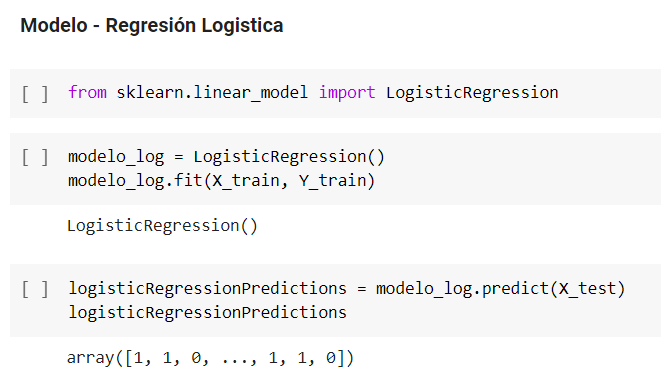 Modelo - Regresión Logistica
[ ] from sklearn.linear_model import LogisticRegression
[ ] modelo_log = LogisticRegression()
modelo_log.fit(X_train, Y_train)
LogisticRegression()
[ ] logisticRegressionPredictions = modelo_log.predict(X_test)
logisticRegressionPredictions
array([1, 1, 0, ..., 1, 1, 0])